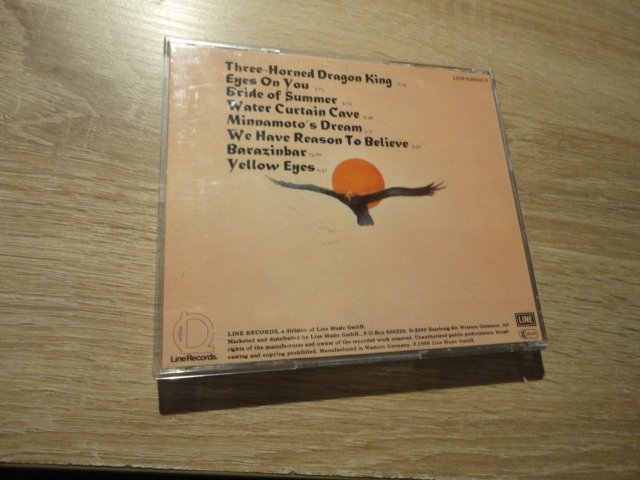 Three-Horned Dragon King
Eyes On You
Bride of Summer
Water Curtain Cave
Minnamoto's Dream
We Have Reason To Believe
Barazinbar
Yellow Eyes
LINE
Line Records.
LINE RECORDS, a division of Line Music GmbH.
Marketed and distributed by Line Music GmbH., P.O.Box 605220, D-2000 Hamburg 60, Western Germany. All
rights of the manufacturer and owner of the recorded work reserved. Unauthorized public performance, broad-
casting and copying prohibited. Manufactured in Western Germany. Line Music GmbH.